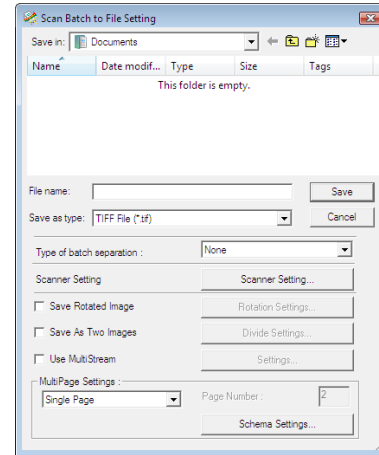 Scan Batch to File Setting
Save in: Documents
Name Date modif... Type Size Tags
This folder is empty.
File name: Save
Save as type: TIFF File (*.tif) Cancel
Type of batch separation : None
Scanner Setting Scanner Setting...
Save Rotated Image Rotation Settings...
Save As Two Images Divide Settings...
Use MultiStream Settings...
MultiPage Settings :
Single Page Page Number : 2
Schema Settings...